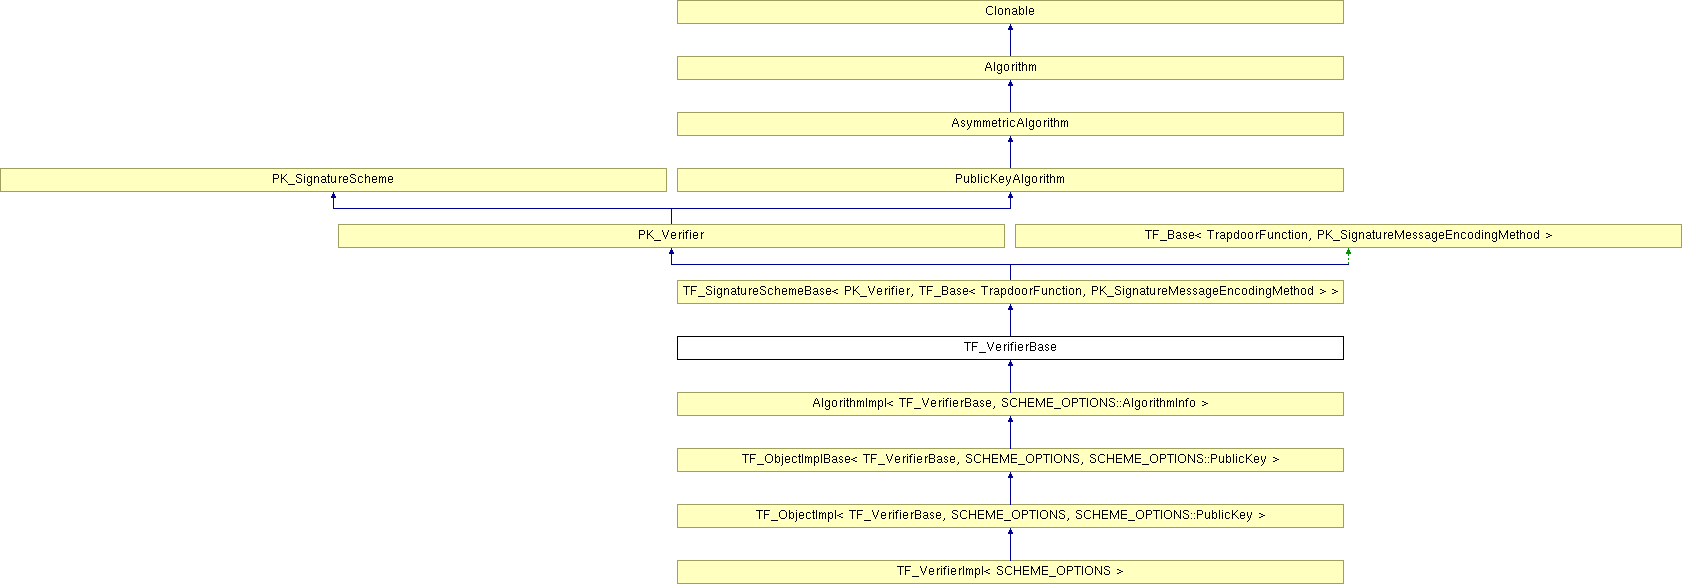 Clonable
Algorithm
AsymmetricAlgorithm
PK_SignatureScheme
PublicKeyAlgorithm
PK_Verifier
TF_Base< TrapdoorFunction, PK_SignatureMessageEncodingMethod >
TF_SignatureSchemeBase< PK_Verifier, TF_Base< TrapdoorFunction, PK_SignatureMessageEncodingMethod > >
TF_VerifierBase
AlgorithmImpl< TF_VerifierBase, SCHEME_OPTIONS::AlgorithmInfo >
TF_ObjectImplBase< TF_VerifierBase, SCHEME_OPTIONS, SCHEME_OPTIONS::PublicKey >
TF_ObjectImpl< TF_VerifierBase, SCHEME_OPTIONS, SCHEME_OPTIONS::PublicKey >
TF_VerifierImpl< SCHEME_OPTIONS >